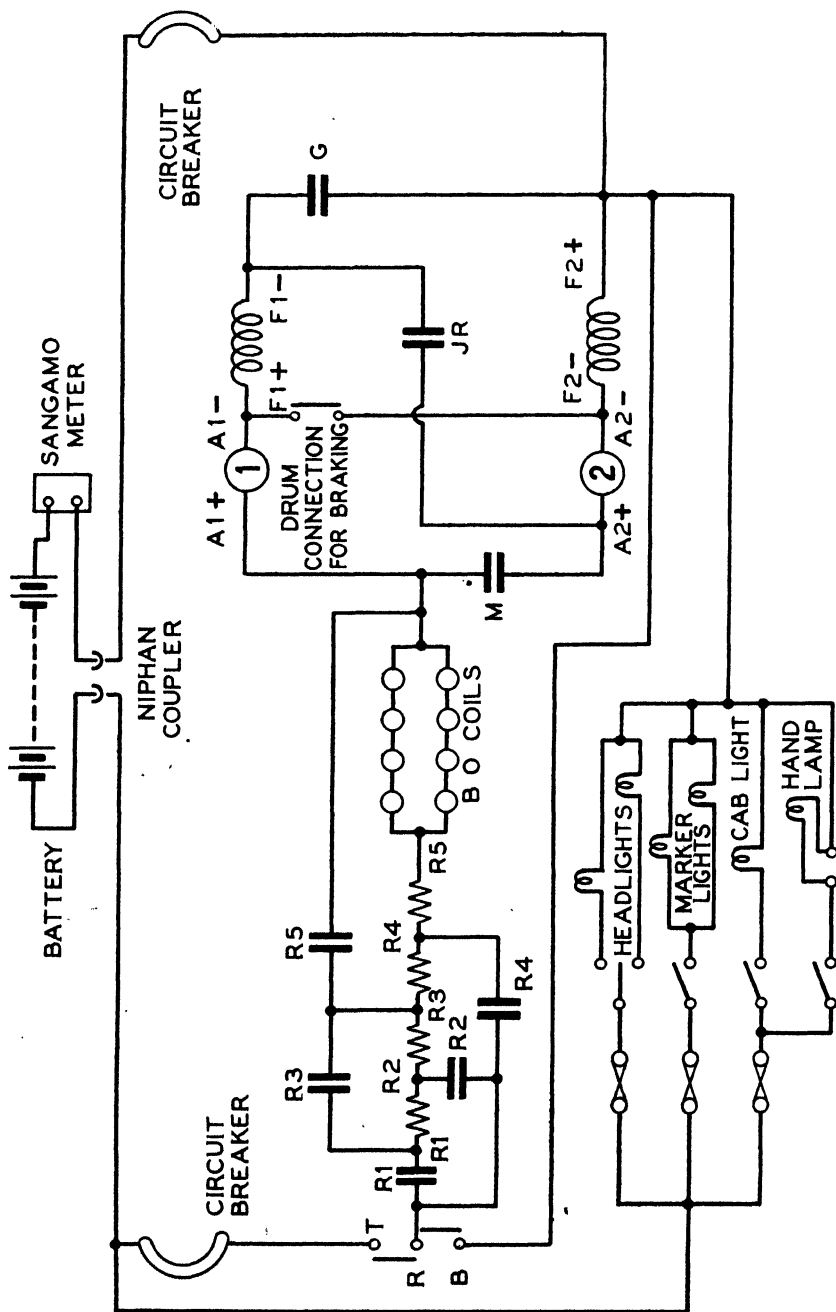 BATTERY
SANGAMO
METER
NIPHAN
COUPLER
CIRCUIT
BREAKER
CIRCUIT
BREAKER
G
A1+
1
A1−
F1+
F1−
DRUM
CONNECTION
FOR BRAKING
JR
A2+
2
A2−
F2−
F2+
M
B O COILS
R5
R3
R5
R4
R3
R2
R1
R1
R2
R4
T
R
B
HEADLIGHTS
MARKER
LIGHTS
CAB LIGHT
HAND
LAMP